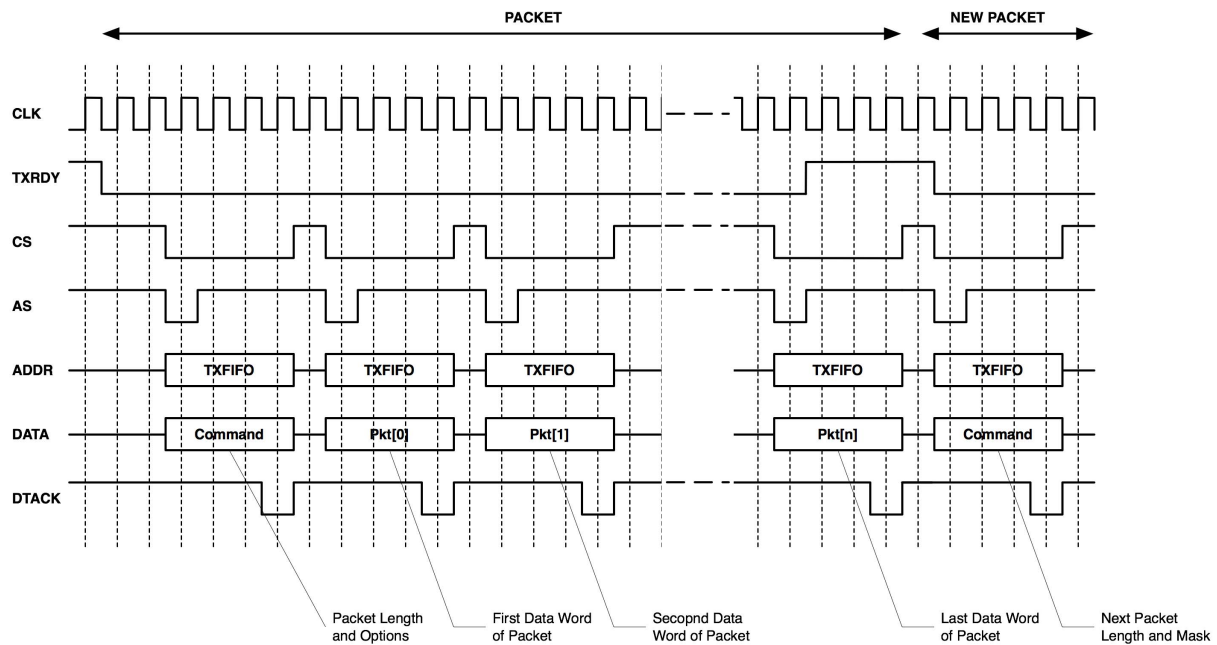 PACKET
NEW PACKET
CLK
TXRDY
CS
AS
ADDR
TXFIFO
TXFIFO
TXFIFO
TXFIFO
TXFIFO
DATA
Command
Pkt[0]
Pkt[1]
Pkt[n]
Command
DTACK
Packet Length
and Options
First Data Word
of Packet
Secopnd Data
Word of Packet
Last Data Word
of Packet
Next Packet
Length and Mask